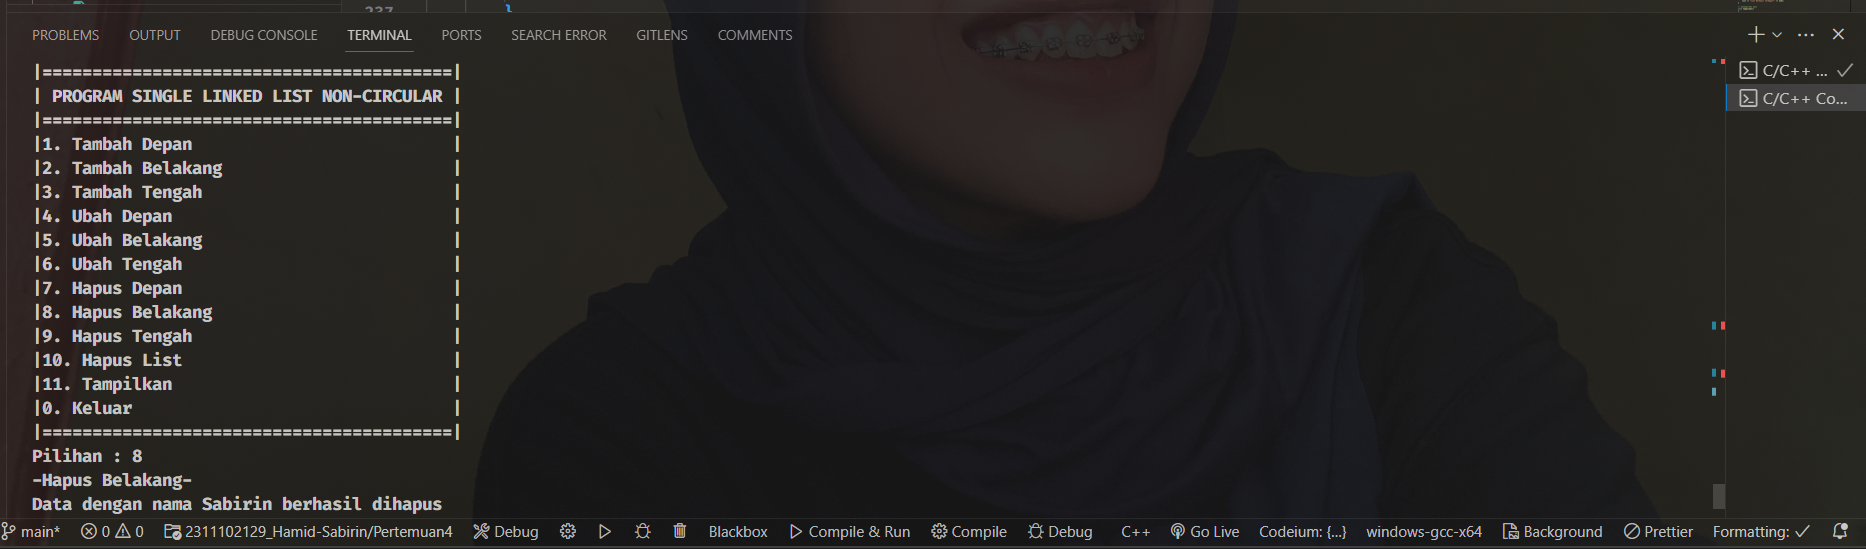 237 }
PROBLEMS OUTPUT DEBUG CONSOLE TERMINAL PORTS SEARCH ERROR GITLENS COMMENTS
|=========================================|
| PROGRAM SINGLE LINKED LIST NON-CIRCULAR |
|=========================================|
|1. Tambah Depan |
|2. Tambah Belakang |
|3. Tambah Tengah |
|4. Ubah Depan |
|5. Ubah Belakang |
|6. Ubah Tengah |
|7. Hapus Depan |
|8. Hapus Belakang |
|9. Hapus Tengah |
|10. Hapus List |
|11. Tampilkan |
|0. Keluar |
|=========================================|
Pilihan : 8
-Hapus Belakang-
Data dengan nama Sabirin berhasil dihapus
C/C++ ...
C/C++ Co...
main* 0 0 2311102129_Hamid-Sabirin/Pertemuan4 Debug Blackbox Compile & Run Compile Debug C++ Go Live Codeium: {...} windows-gcc-x64 Background Prettier Formatting: ✓